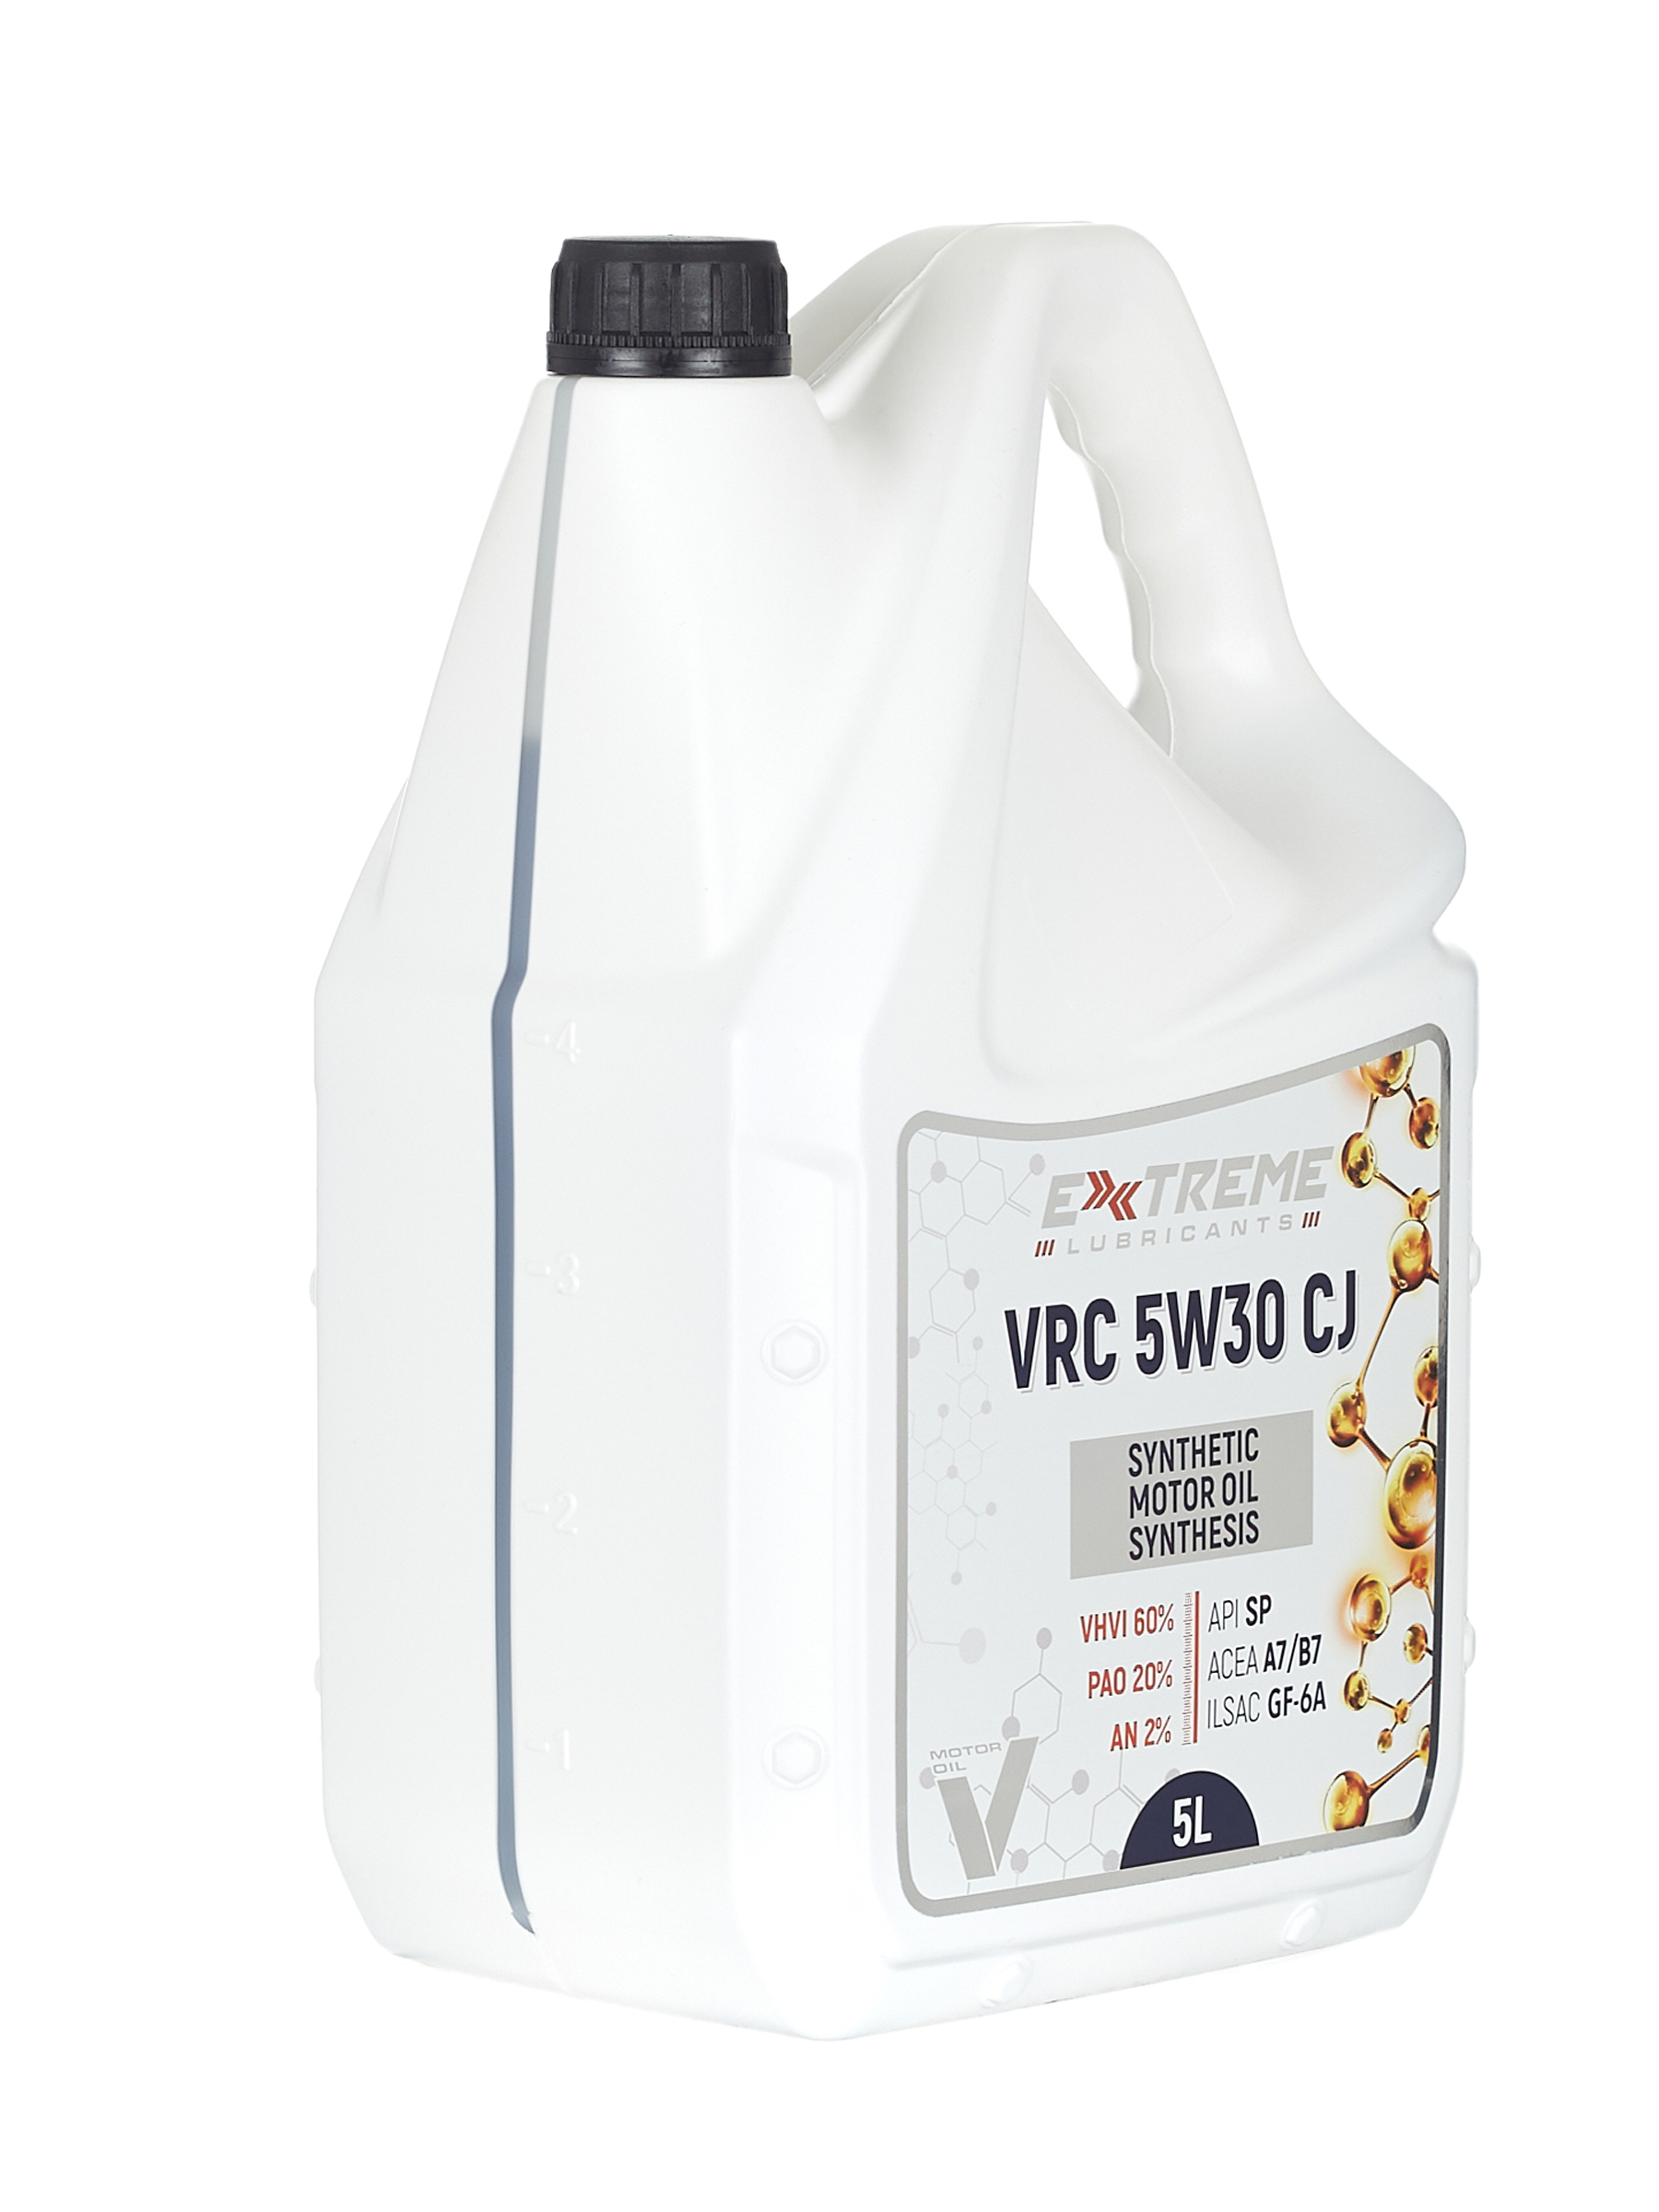 4
3
2
1
EXTREME
LUBRICANTS
VRC 5W30 CJ
SYNTHETIC
MOTOR OIL
SYNTHESIS
VHVI 60%
PAO 20%
AN 2%
API SP
ACEA A7/B7
ILSAC GF-6A
MOTOR
OIL
V
5L